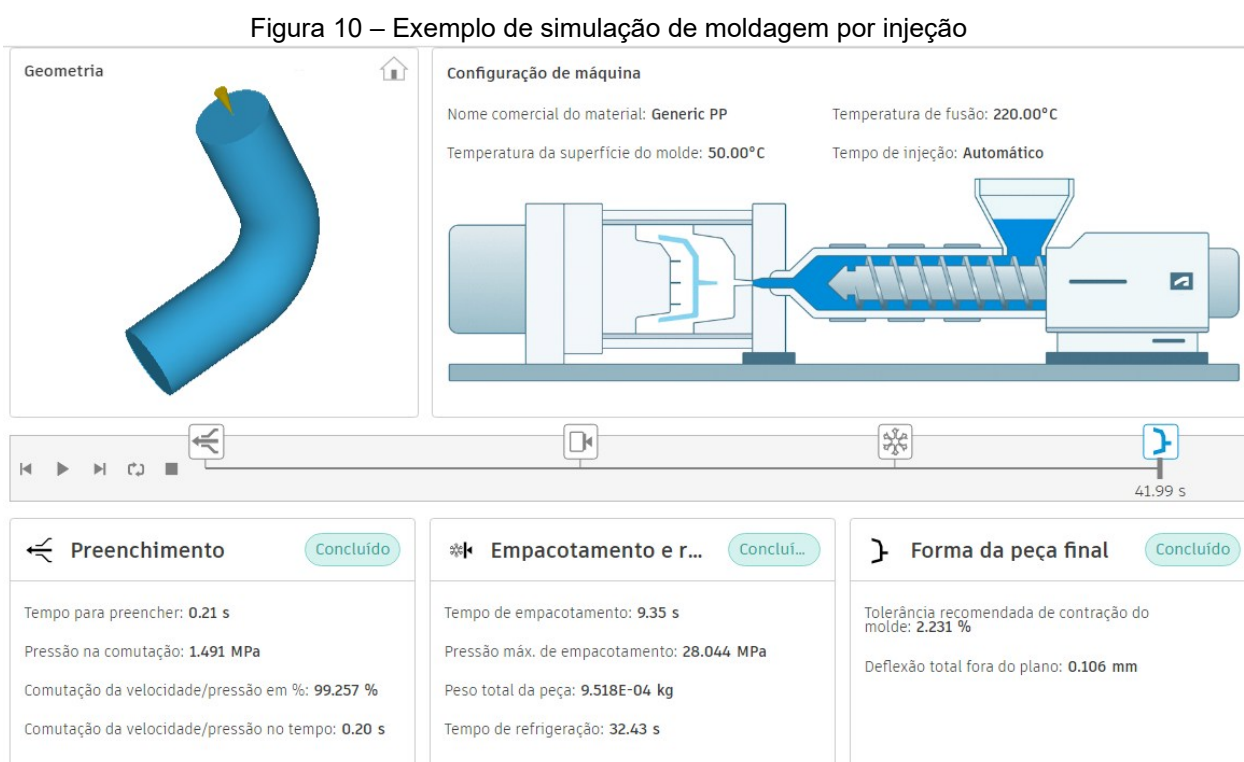 Figura 10 – Exemplo de simulação de moldagem por injeção
Geometria
Configuração de máquina
Nome comercial do material: Generic PP
Temperatura de fusão: 220.00°C
Temperatura da superfície do molde: 50.00°C
Tempo de injeção: Automático
41.99 s
Preenchimento
Concluído
Tempo para preencher: 0.21 s
Pressão na comutação: 1.491 MPa
Comutação da velocidade/pressão em %: 99.257 %
Comutação da velocidade/pressão no tempo: 0.20 s
Empacotamento e r...
Concluí...
Tempo de empacotamento: 9.35 s
Pressão máx. de empacotamento: 28.044 MPa
Peso total da peça: 9.518E-04 kg
Tempo de refrigeração: 32.43 s
Forma da peça final
Concluído
Tolerância recomendada de contração do
molde: 2.231 %
Deflexão total fora do plano: 0.106 mm